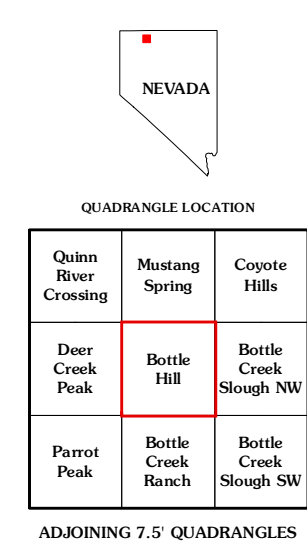 NEVADA
QUADRANGLE LOCATION
Quinn
River
Crossing
Mustang
Spring
Coyote
Hills
Deer
Creek
Peak
Bottle
Hill
Bottle
Creek
Slough NW
Parrot
Peak
Bottle
Creek
Ranch
Bottle
Creek
Slough SW
ADJOINING 7.5' QUADRANGLES